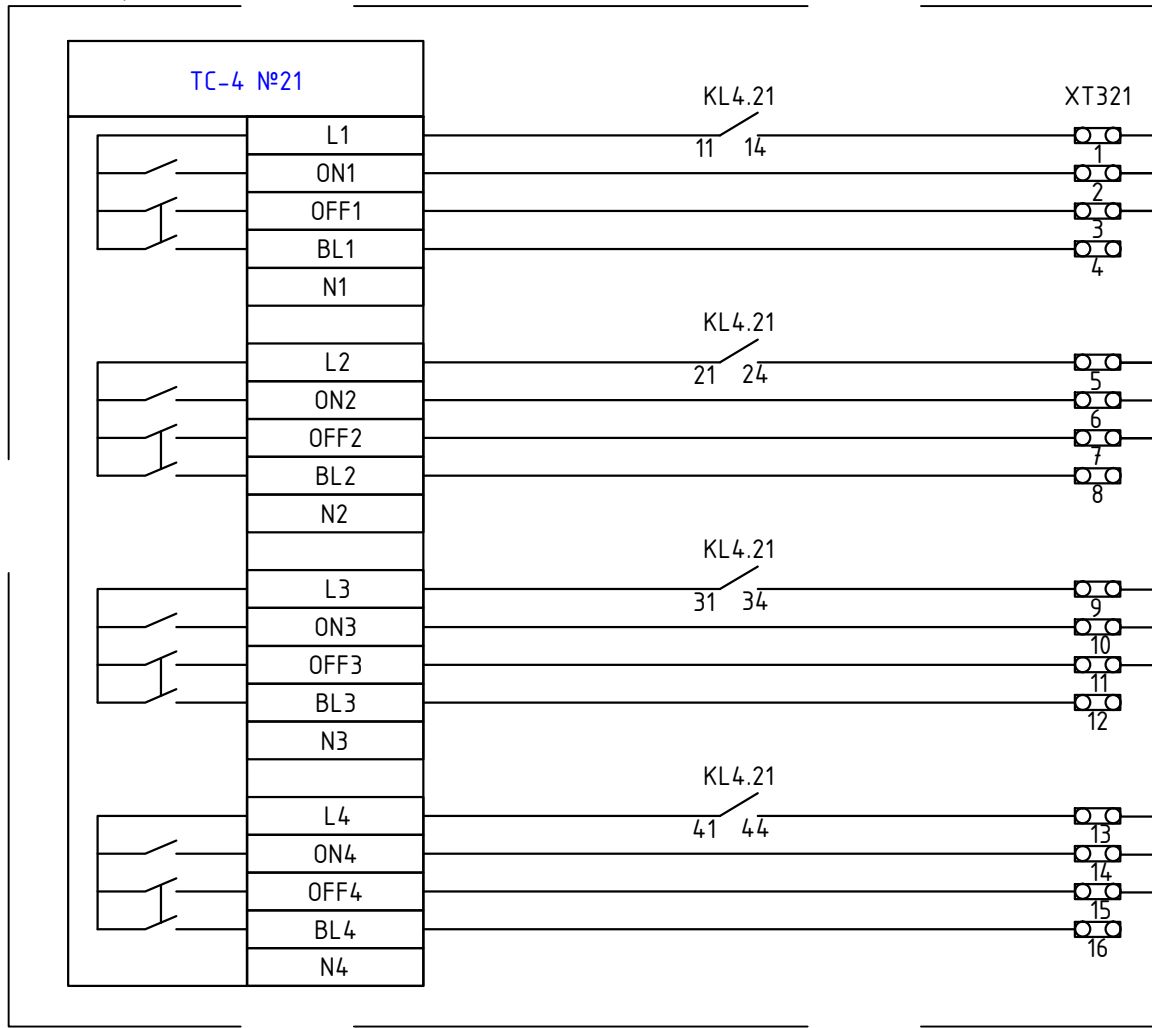 ТС-4 №21
KL4.21
XT321
L1
11 14
1
ON1
2
OFF1
3
BL1
4
N1
KL4.21
L2
21 24
5
ON2
6
OFF2
7
BL2
8
N2
KL4.21
L3
31 34
9
ON3
10
OFF3
11
BL3
12
N3
KL4.21
L4
41 44
13
ON4
14
OFF4
15
BL4
16
N4